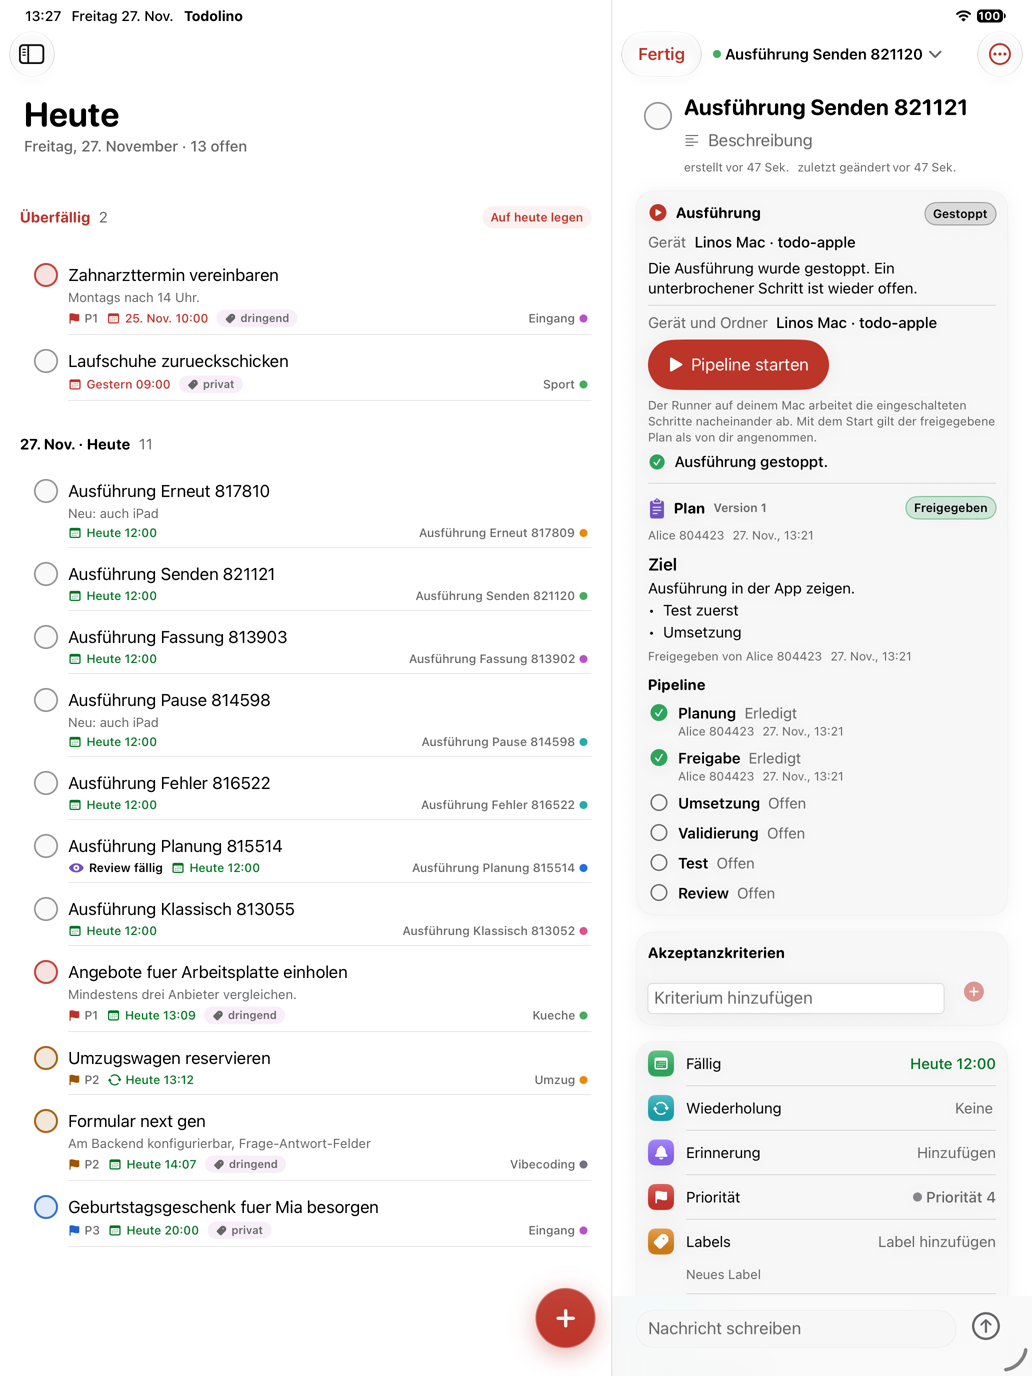 13:27 Freitag 27. Nov. Todolino
100
Heute
Freitag, 27. November · 13 offen
Überfällig 2
Auf heute legen
Zahnarzttermin vereinbaren
Montags nach 14 Uhr.
P1 25. Nov. 10:00 dringend Eingang
Laufschuhe zurueckschicken
Gestern 09:00 privat Sport
27. Nov. · Heute 11
Ausführung Erneut 817810
Neu: auch iPad
Heute 12:00 Ausführung Erneut 817809
Ausführung Senden 821121
Heute 12:00 Ausführung Senden 821120
Ausführung Fassung 813903
Heute 12:00 Ausführung Fassung 813902
Ausführung Pause 814598
Neu: auch iPad
Heute 12:00 Ausführung Pause 814598
Ausführung Fehler 816522
Heute 12:00 Ausführung Fehler 816522
Ausführung Planung 815514
Review fällig Heute 12:00 Ausführung Planung 815514
Ausführung Klassisch 813055
Heute 12:00 Ausführung Klassisch 813052
Angebote fuer Arbeitsplatte einholen
Mindestens drei Anbieter vergleichen.
P1 Heute 13:09 dringend Kueche
Umzugswagen reservieren
P2 Heute 13:12 Umzug
Formular next gen
Am Backend konfigurierbar, Frage-Antwort-Felder
P2 Heute 14:07 dringend Vibecoding
Geburtstagsgeschenk fuer Mia besorgen
P3 Heute 20:00 privat Eingang
Fertig
Ausführung Senden 821120
Ausführung Senden 821121
Beschreibung
erstellt vor 47 Sek. zuletzt geändert vor 47 Sek.
Ausführung Gestoppt
Gerät Linos Mac · todo-apple
Die Ausführung wurde gestoppt. Ein
unterbrochener Schritt ist wieder offen.
Gerät und Ordner Linos Mac · todo-apple
Pipeline starten
Der Runner auf deinem Mac arbeitet die eingeschalteten
Schritte nacheinander ab. Mit dem Start gilt der freigegebene
Plan als von dir angenommen.
Ausführung gestoppt.
Plan Version 1 Freigegeben
Alice 804423 27. Nov., 13:21
Ziel
Ausführung in der App zeigen.
• Test zuerst
• Umsetzung
Freigegeben von Alice 804423 27. Nov., 13:21
Pipeline
Planung Erledigt
Alice 804423 27. Nov., 13:21
Freigabe Erledigt
Alice 804423 27. Nov., 13:21
Umsetzung Offen
Validierung Offen
Test Offen
Review Offen
Akzeptanzkriterien
Kriterium hinzufügen
Fällig Heute 12:00
Wiederholung Keine
Erinnerung Hinzufügen
Priorität Priorität 4
Labels Label hinzufügen
Neues Label
Nachricht schreiben